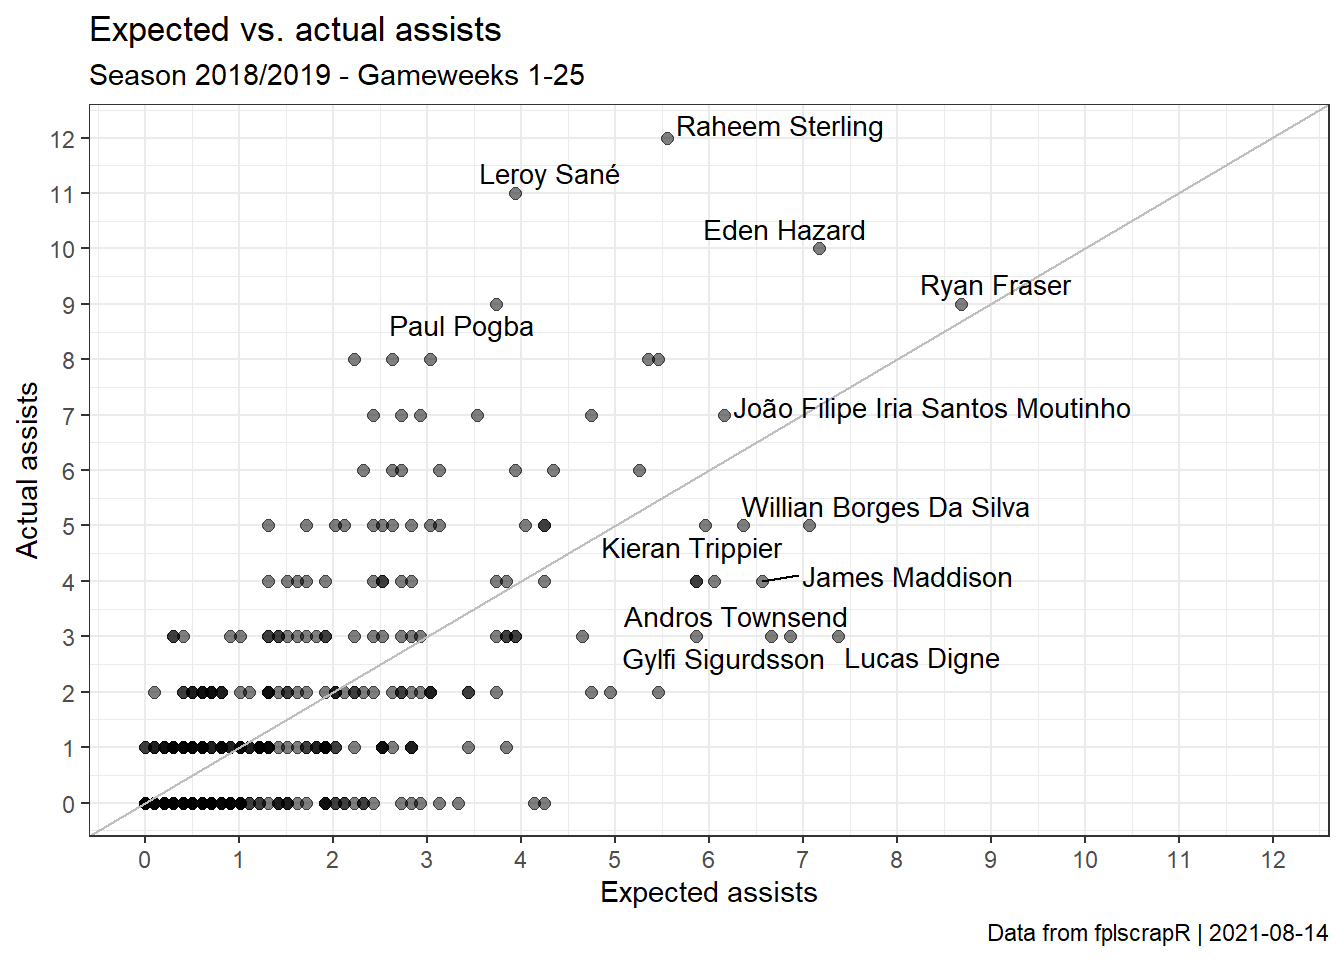 Expected vs. actual assists
Season 2018/2019 - Gameweeks 1-25
Actual assists
12
11
10
9
8
7
6
5
4
3
2
1
0
Raheem Sterling
Leroy Sané
Eden Hazard
Ryan Fraser
Paul Pogba
João Filipe Iria Santos Moutinho
Willian Borges Da Silva
Kieran Trippier
James Maddison
Andros Townsend
Gylfi Sigurdsson
Lucas Digne
0 1 2 3 4 5 6 7 8 9 10 11 12
Expected assists
Data from fplscrapR | 2021-08-14